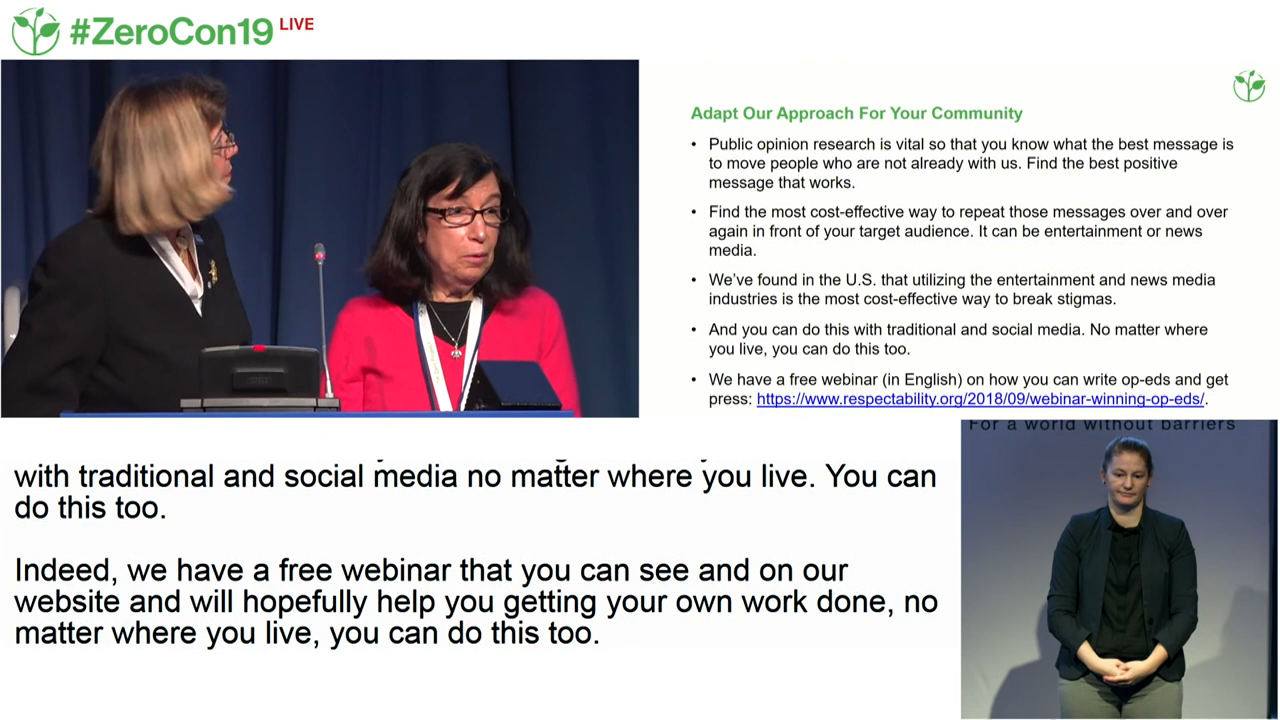 #ZeroCon19 LIVE
Adapt Our Approach For Your Community
• Public opinion research is vital so that you know what the best message is
to move people who are not already with us. Find the best positive
message that works.
• Find the most cost-effective way to repeat those messages over and over
again in front of your target audience. It can be entertainment or news
media.
• We’ve found in the U.S. that utilizing the entertainment and news media
industries is the most cost-effective way to break stigmas.
• And you can do this with traditional and social media. No matter where
you live, you can do this too.
• We have a free webinar (in English) on how you can write op-eds and get
press: https://www.respectability.org/2018/09/webinar-winning-op-eds/.
with traditional and social media no matter where you live. You can
do this too.
Indeed, we have a free webinar that you can see and on our
website and will hopefully help you getting your own work done, no
matter where you live, you can do this too.
For a world without barriers